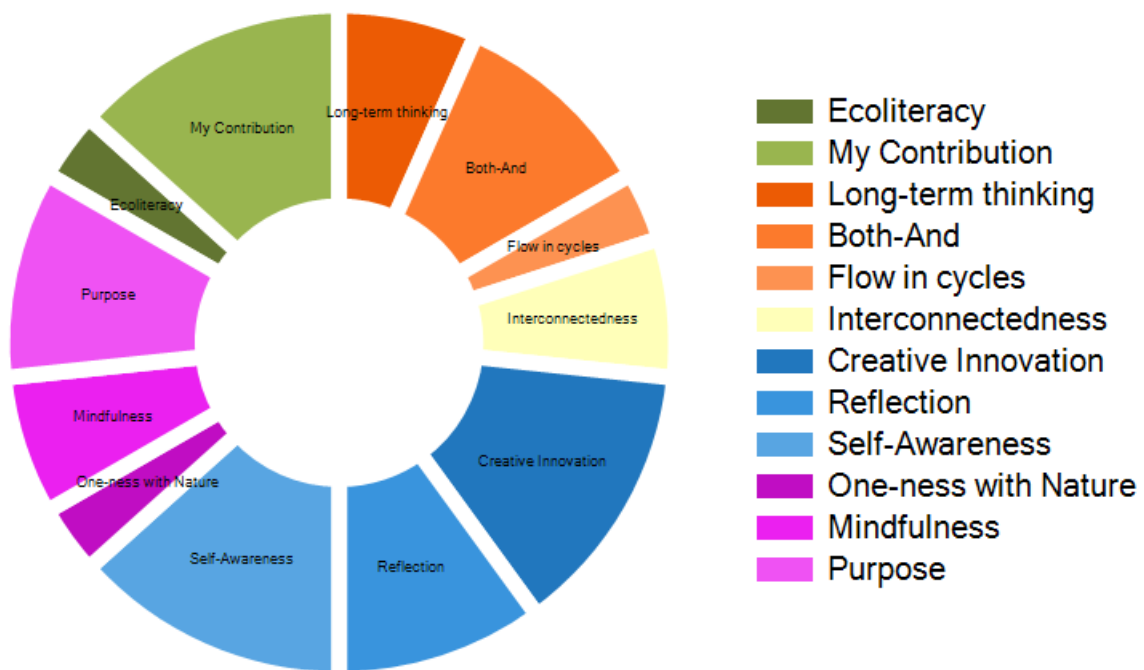 My Contribution
Long-term thinking
Both-And
Ecoliteracy
Flow in cycles
Purpose
Interconnectedness
Mindfulness
Creative Innovation
One-ness with Nature
Self-Awareness
Reflection
Ecoliteracy
My Contribution
Long-term thinking
Both-And
Flow in cycles
Interconnectedness
Creative Innovation
Reflection
Self-Awareness
One-ness with Nature
Mindfulness
Purpose